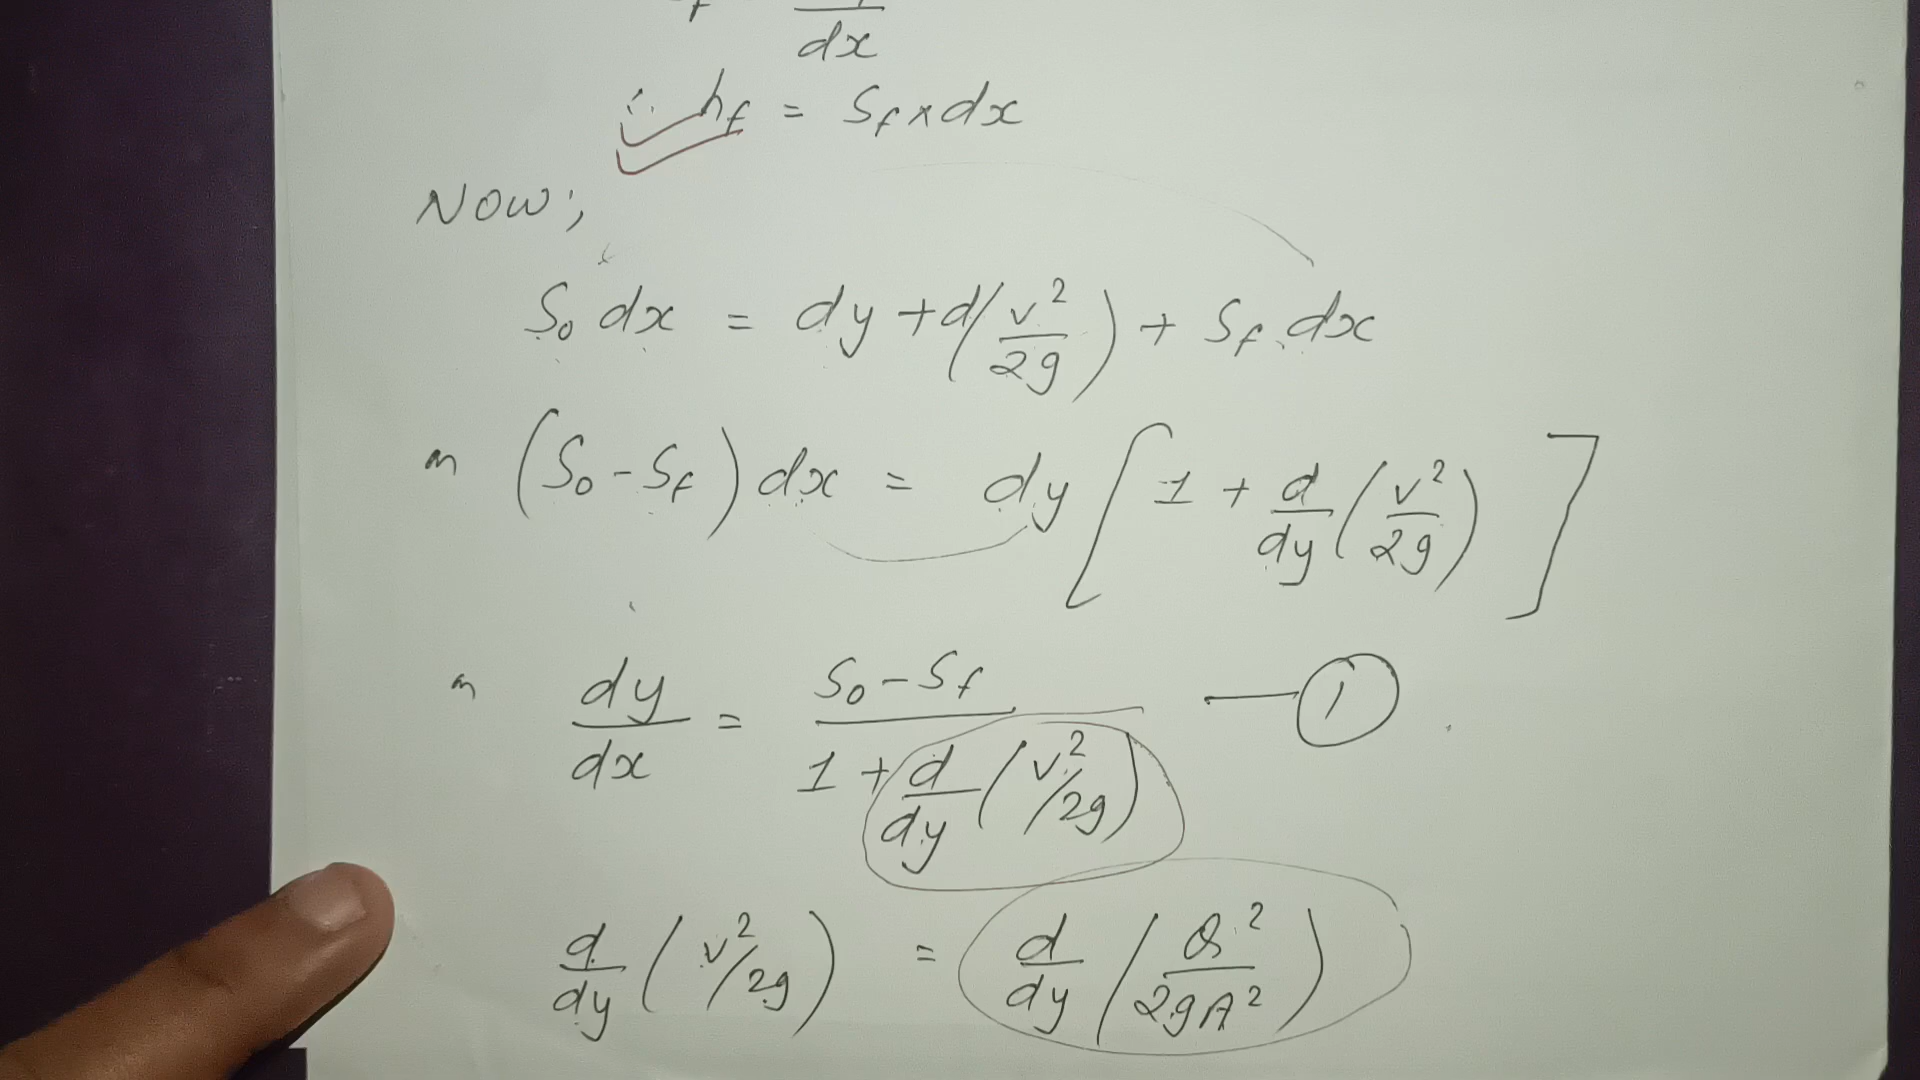 dx
∴ hf = Sf × dx
NOW;
S₀ dx = dy + d(v²/2g) + Sf. dx
(S₀ - Sf) dx = dy [1 + d/dy (v²/2g)]
dy/dx = (S₀ - Sf) / (1 + d/dy (v²/2g)) — ①
d/dy (v²/2g) = d/dy (Q²/2gA²)